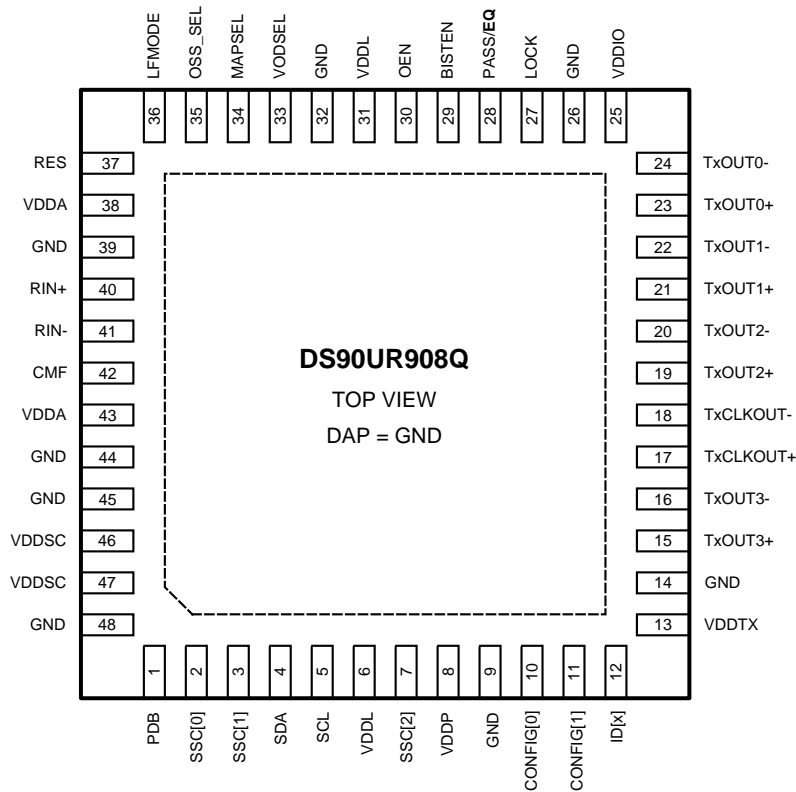 LFMODE
OSS_SEL
MAPSEL
VODSEL
GND
VDDL
OEN
BISTEN
PASS/EQ
LOCK
GND
VDDIO
36
35
34
33
32
31
30
29
28
27
26
25
RES 37
VDDA 38
GND 39
RIN+ 40
RIN- 41
CMF 42
VDDA 43
GND 44
GND 45
VDDSC 46
VDDSC 47
GND 48
DS90UR908Q
TOP VIEW
DAP = GND
24 TxOUT0-
23 TxOUT0+
22 TxOUT1-
21 TxOUT1+
20 TxOUT2-
19 TxOUT2+
18 TxCLKOUT-
17 TxCLKOUT+
16 TxOUT3-
15 TxOUT3+
14 GND
13 VDDTX
1
2
3
4
5
6
7
8
9
10
11
12
PDB
SSC[0]
SSC[1]
SDA
SCL
VDDL
SSC[2]
VDDP
GND
CONFIG[0]
CONFIG[1]
ID[x]